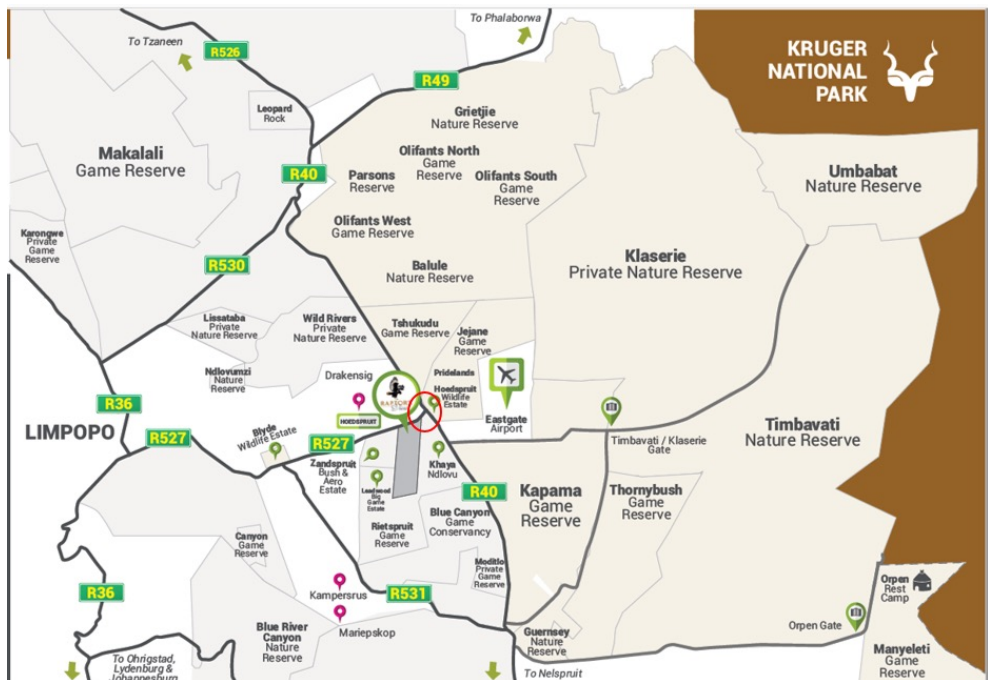 To Phalaborwa
To Tzaneen
R526
KRUGER
NATIONAL
PARK
R49
Leopard
Rock
Grietjie
Nature Reserve
Makalali
Game Reserve
Olifants North
Game
Reserve
R40
Parsons
Reserve
Olifants South
Game
Reserve
Umbabat
Nature Reserve
Olifants West
Game Reserve
Karongwe
Private
Game
Reserve
R530
Balule
Nature Reserve
Klaserie
Private Nature Reserve
Lissataba
Private
Nature Reserve
Wild Rivers
Private
Nature Reserve
Tshukudu
Game Reserve
Jejane
Game
Reserve
Ndlovumzi
Nature
Reserve
Drakensig
Pridelands
Hoedspruit
Wildlife
Estate
R36
HOEDSPRUIT
Eastgate
Airport
LIMPOPO
R527
Blyde
Wildlife Estate
R527
Timbavati / Klaserie
Gate
Timbavati
Nature Reserve
Zandspruit
Bush &
Aero
Estate
Khaya
Ndlovu
Leadwood
Big
Game
Estate
R40
Kapama
Game
Reserve
Thornybush
Game
Reserve
Rietspruit
Game
Reserve
Blue Canyon
Game
Conservancy
Canyon
Game
Reserve
Moditlo
Private
Game
Reserve
R36
Kampersrus
R531
Orpen
Rest
Camp
Mariepskop
Orpen Gate
Blue River
Canyon
Nature
Reserve
Guernsey
Nature
Reserve
Manyeleti
Game
Reserve
To Ohrigstad,
Lydenburg &
Johannesburg
To Nelspruit